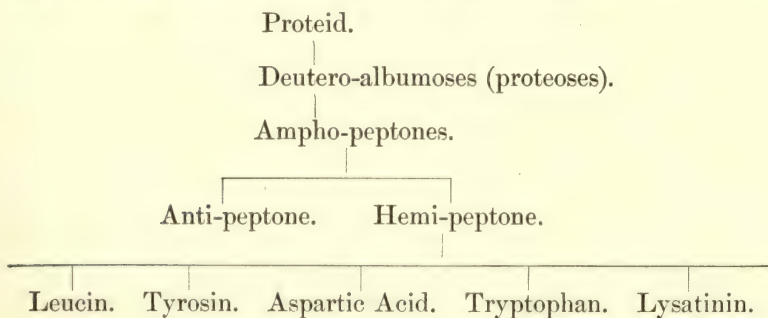 Proteid.
Deutero-albumoses (proteoses).
Ampho-peptones.
Anti-peptone. Hemi-peptone.
Leucin. Tyrosin. Aspartic Acid. Tryptophan. Lysatinin.